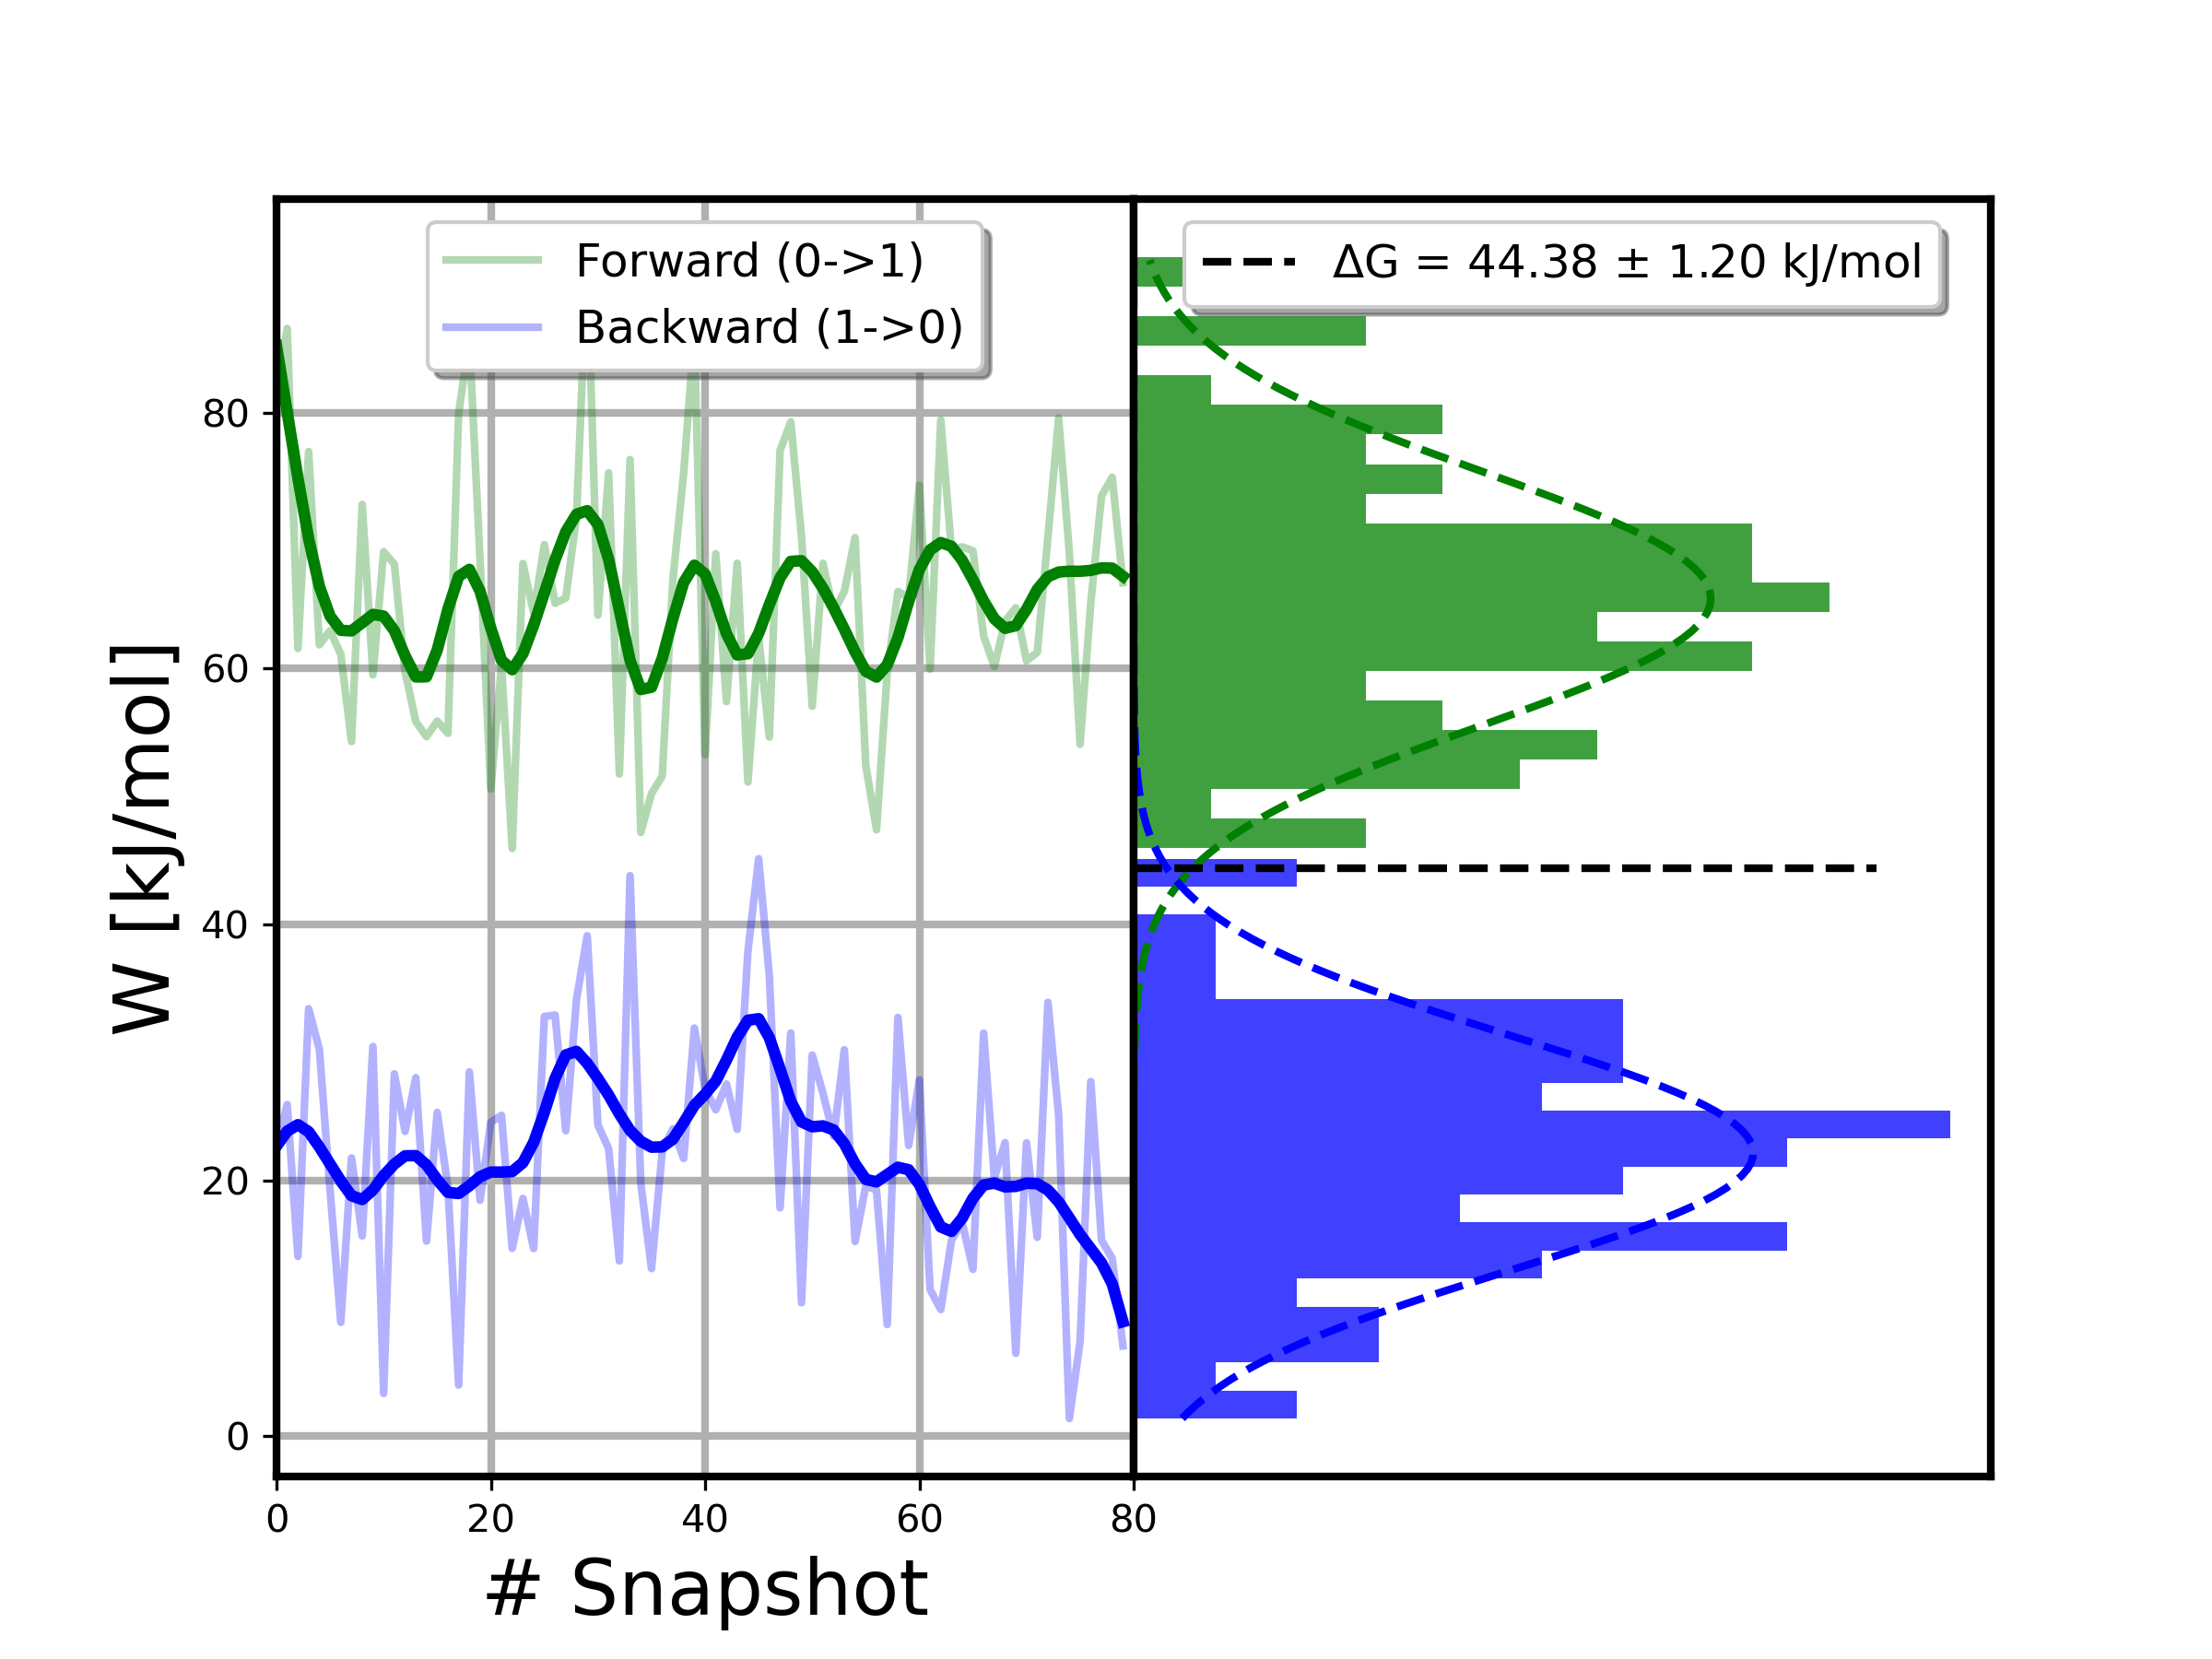 Forward (0->1)
Backward (1->0)
ΔG = 44.38 ± 1.20 kJ/mol
80
60
40
20
0
W [kJ/mol]
0 20 40 60 80
# Snapshot